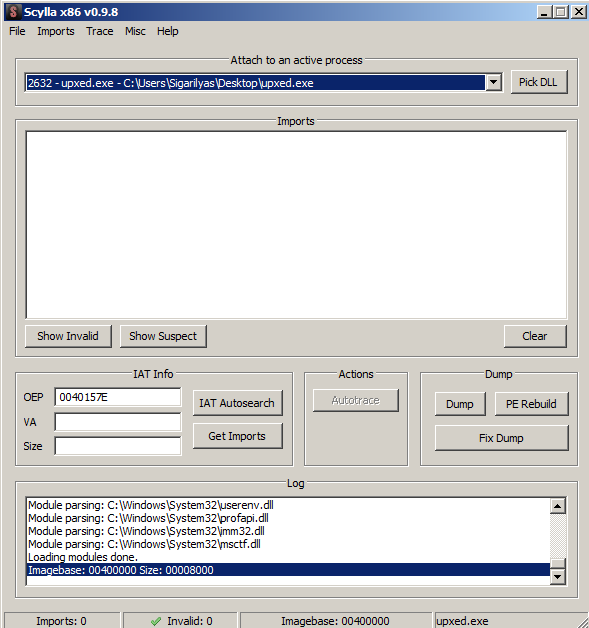 Scylla x86 v0.9.8
File Imports Trace Misc Help
Attach to an active process
2632 - upxed.exe - C:\Users\Sigarilyas\Desktop\upxed.exe
Pick DLL
Imports
Show Invalid
Show Suspect
Clear
IAT Info
OEP 0040157E
VA
Size
IAT Autosearch
Get Imports
Actions
Autotrace
Dump
Dump
PE Rebuild
Fix Dump
Log
Module parsing: C:\Windows\System32\userenv.dll
Module parsing: C:\Windows\System32\profapi.dll
Module parsing: C:\Windows\System32\imm32.dll
Module parsing: C:\Windows\System32\msctf.dll
Loading modules done.
Imagebase: 00400000 Size: 00008000
Imports: 0
Invalid: 0
Imagebase: 00400000
upxed.exe